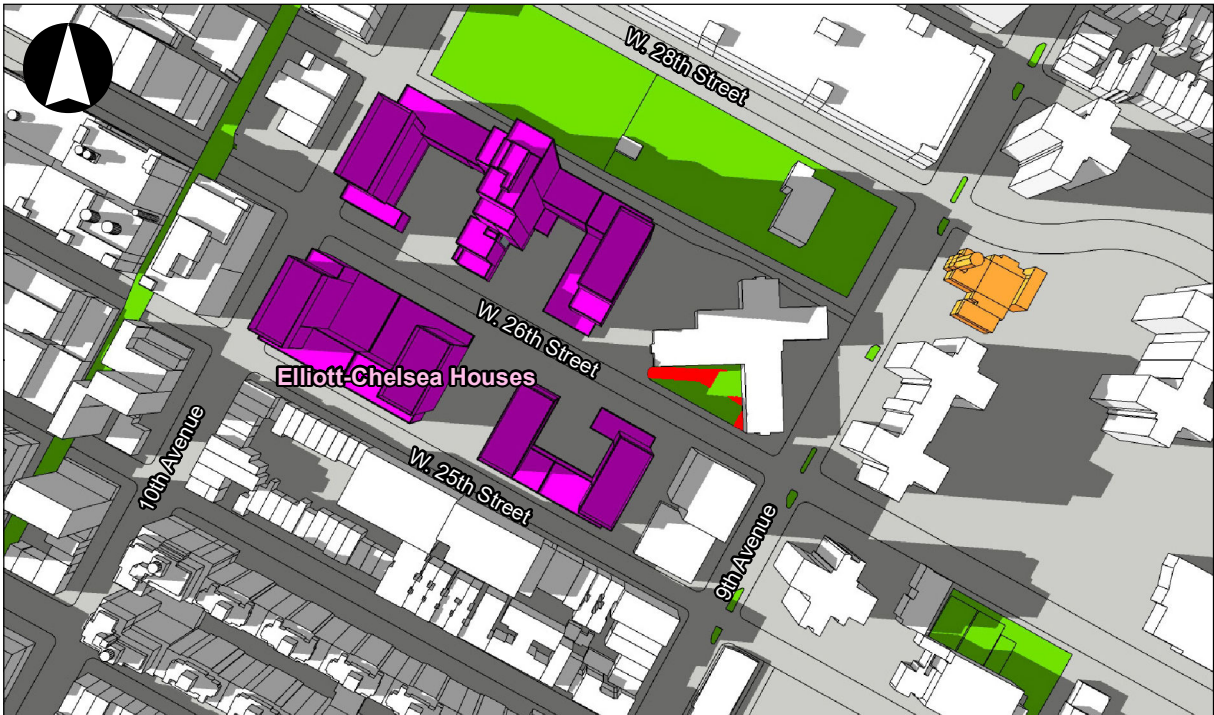 W. 28th Street
W. 26th Street
Elliott-Chelsea Houses
10th Avenue
W. 25th Street
9th Avenue